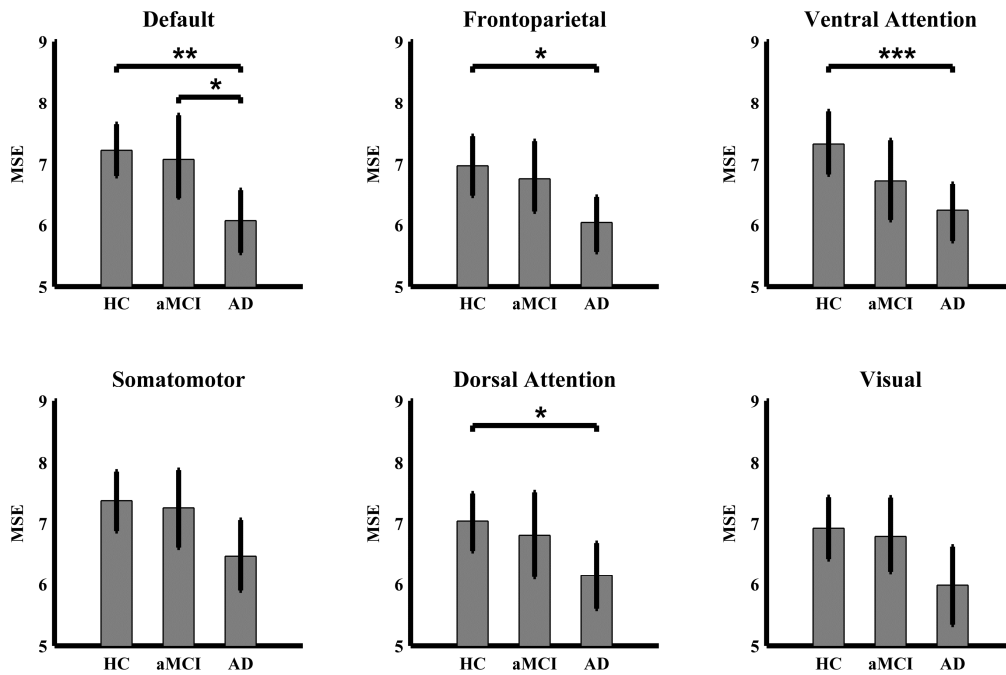 Default
9
8
7
6
5
MSE
**
*
HC aMCI AD
Frontoparietal
9
8
7
6
5
MSE
*
HC aMCI AD
Ventral Attention
9
8
7
6
5
MSE
***
HC aMCI AD
Somatomotor
9
8
7
6
5
MSE
HC aMCI AD
Dorsal Attention
9
8
7
6
5
MSE
*
HC aMCI AD
Visual
9
8
7
6
5
MSE
HC aMCI AD